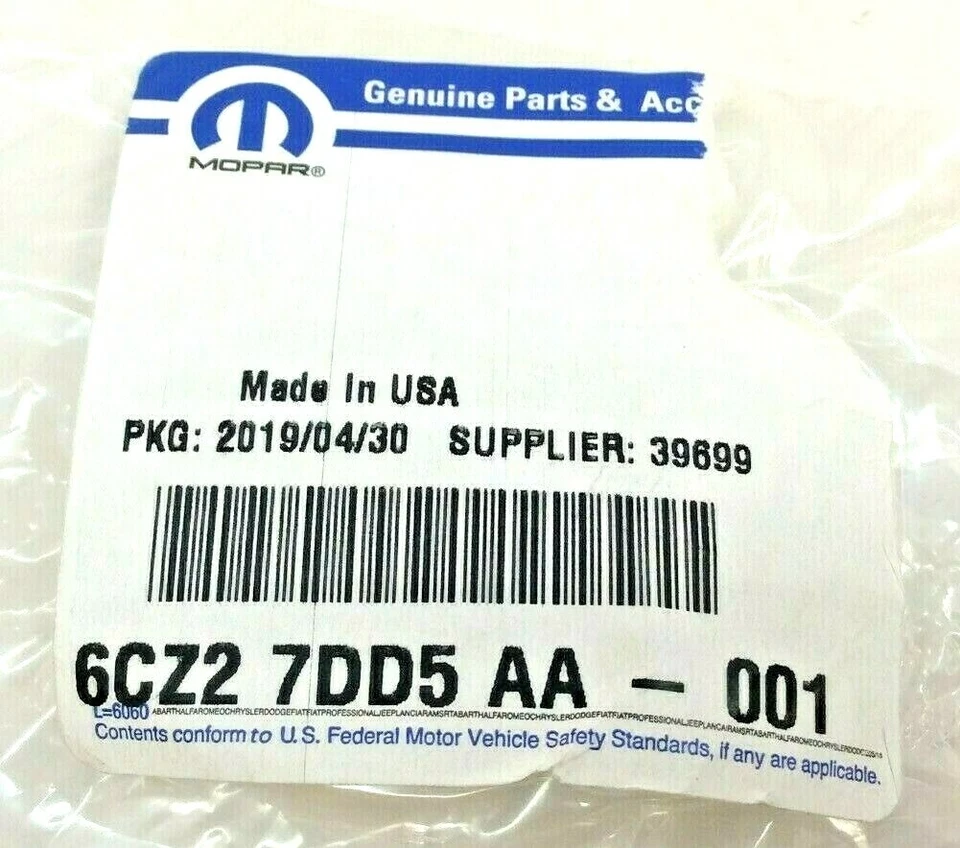 Genuine Parts & Acc
MOPAR®
Made In USA
PKG: 2019/04/30 SUPPLIER: 39699
6CZ2 7DD5 AA - 001
L=6060 ABARTHALFAROMEOCHRYSLERDODGEFIATFIATPROFESSIONALJEEPLANCIARAMSRTABARTHALFAROMEOCHRYSLERDODGEFIATFIATPROFESSIONALJEEPLANCIARAMSRTABARTHALFAROMEOCHRYSLERDODG
Contents conform to U.S. Federal Motor Vehicle Safety Standards, if any are applicable.